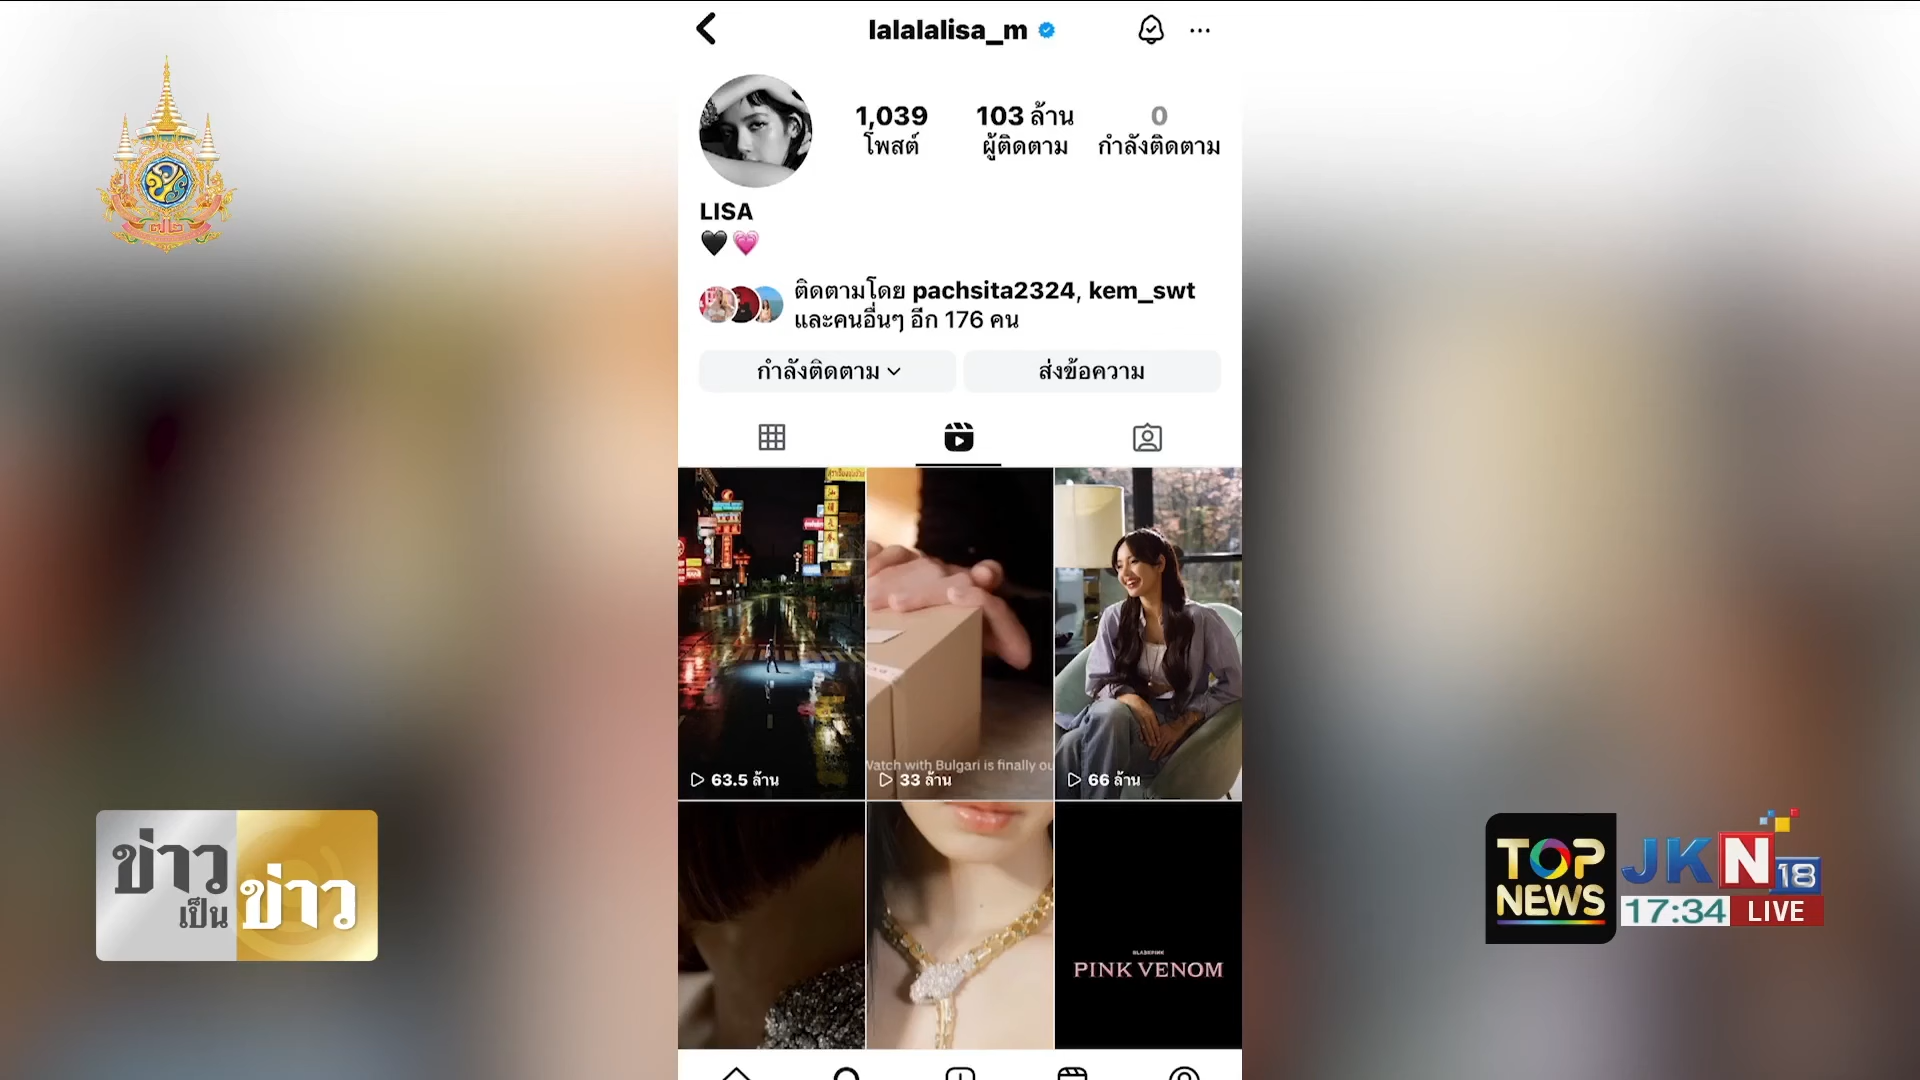 lalalalisa_m
1,039
โพสต์
103 ล้าน
ผู้ติดตาม
0
กำลังติดตาม
LISA
ติดตามโดย pachsita2324, kem_swt
และคนอื่นๆ อีก 176 คน
กำลังติดตาม
ส่งข้อความ
63.5 ล้าน
Watch with Bulgari is finally ou
33 ล้าน
66 ล้าน
BLACKPINK
PINK VENOM
๗๒
ข่าว
เป็น
ข่าว
TOP
NEWS
JKN 18
17:34 LIVE